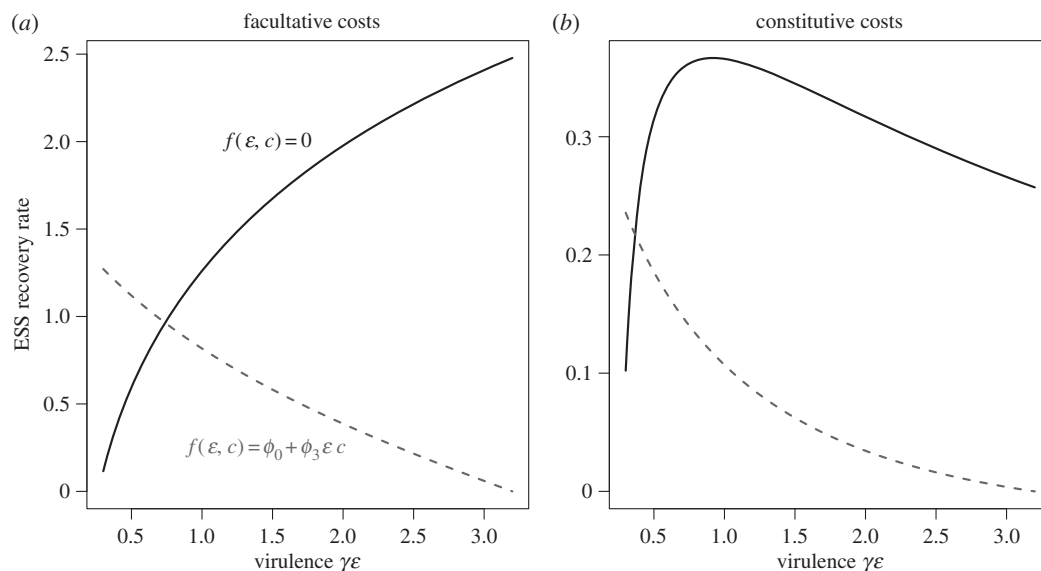 (a) facultative costs
2.5
2.0
1.5
1.0
0.5
0
ESS recovery rate
f(ε, c)=0
f(ε, c)=ϕ0+ϕ3ε c
0.5 1.0 1.5 2.0 2.5 3.0
virulence γε
(b) constitutive costs
0.3
0.2
0.1
0
0.5 1.0 1.5 2.0 2.5 3.0
virulence γε